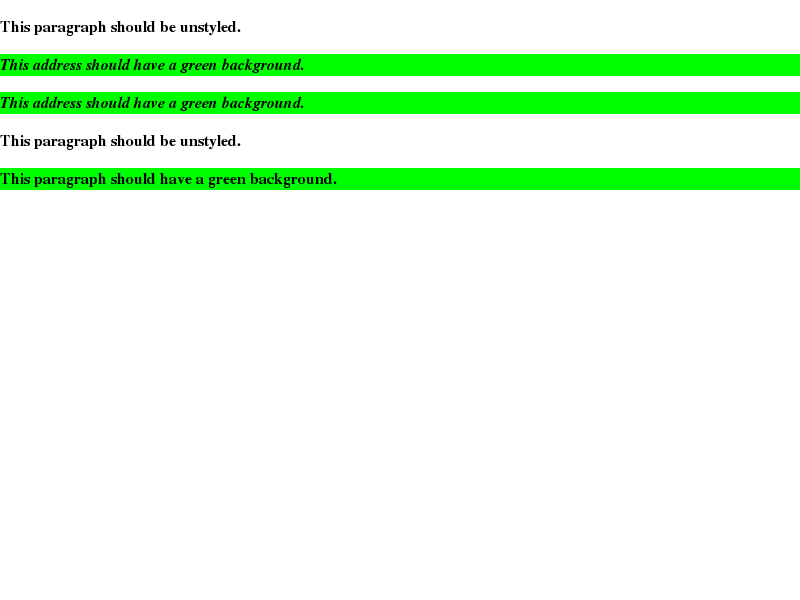 This paragraph should be unstyled.
This address should have a green background.
This address should have a green background.
This paragraph should be unstyled.
This paragraph should have a green background.